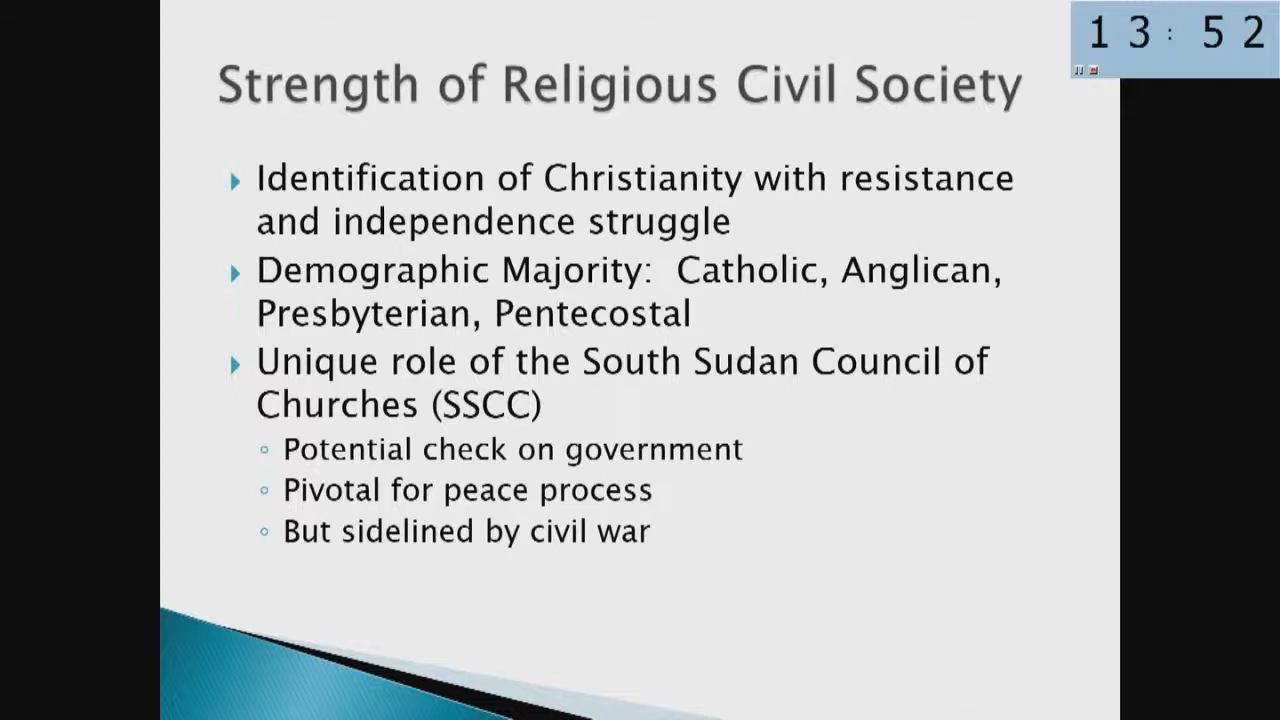 13:52
Strength of Religious Civil Society
Identification of Christianity with resistance
and independence struggle
Demographic Majority:  Catholic, Anglican,
Presbyterian, Pentecostal
Unique role of the South Sudan Council of
Churches (SSCC)
Potential check on government
Pivotal for peace process
But sidelined by civil war